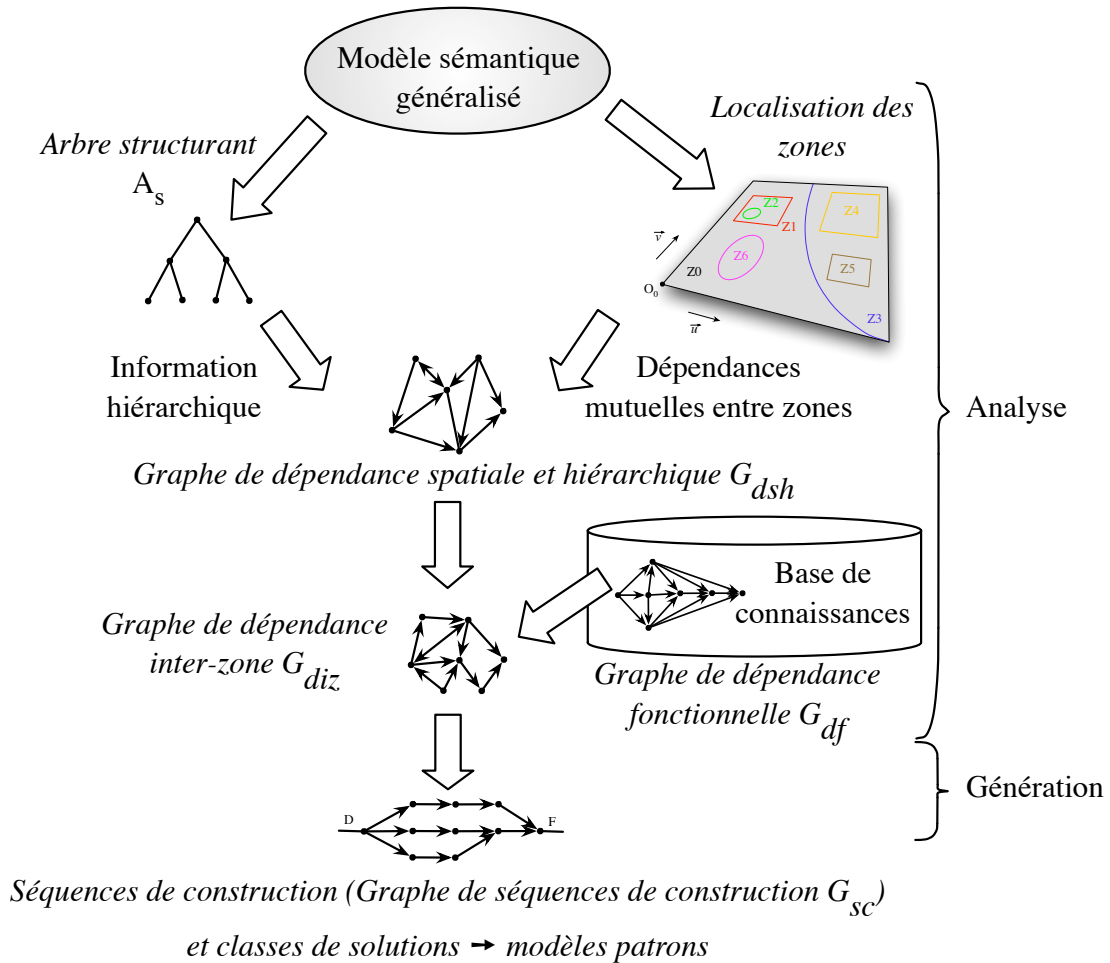 Modèle sémantique
généralisé
Arbre structurant
As
Localisation des
zones
Z2
Z1
Z4
Z6
Z5
Z0
Z3
v
u
O0
Information
hiérarchique
Dépendances
mutuelles entre zones
Analyse
Graphe de dépendance spatiale et hiérarchique Gdsh
Base de
connaissances
Graphe de dépendance
inter-zone Gdiz
Graphe de dépendance
fonctionnelle Gdf
Génération
D
F
Séquences de construction (Graphe de séquences de construction Gsc)
et classes de solutions ➞ modèles patrons